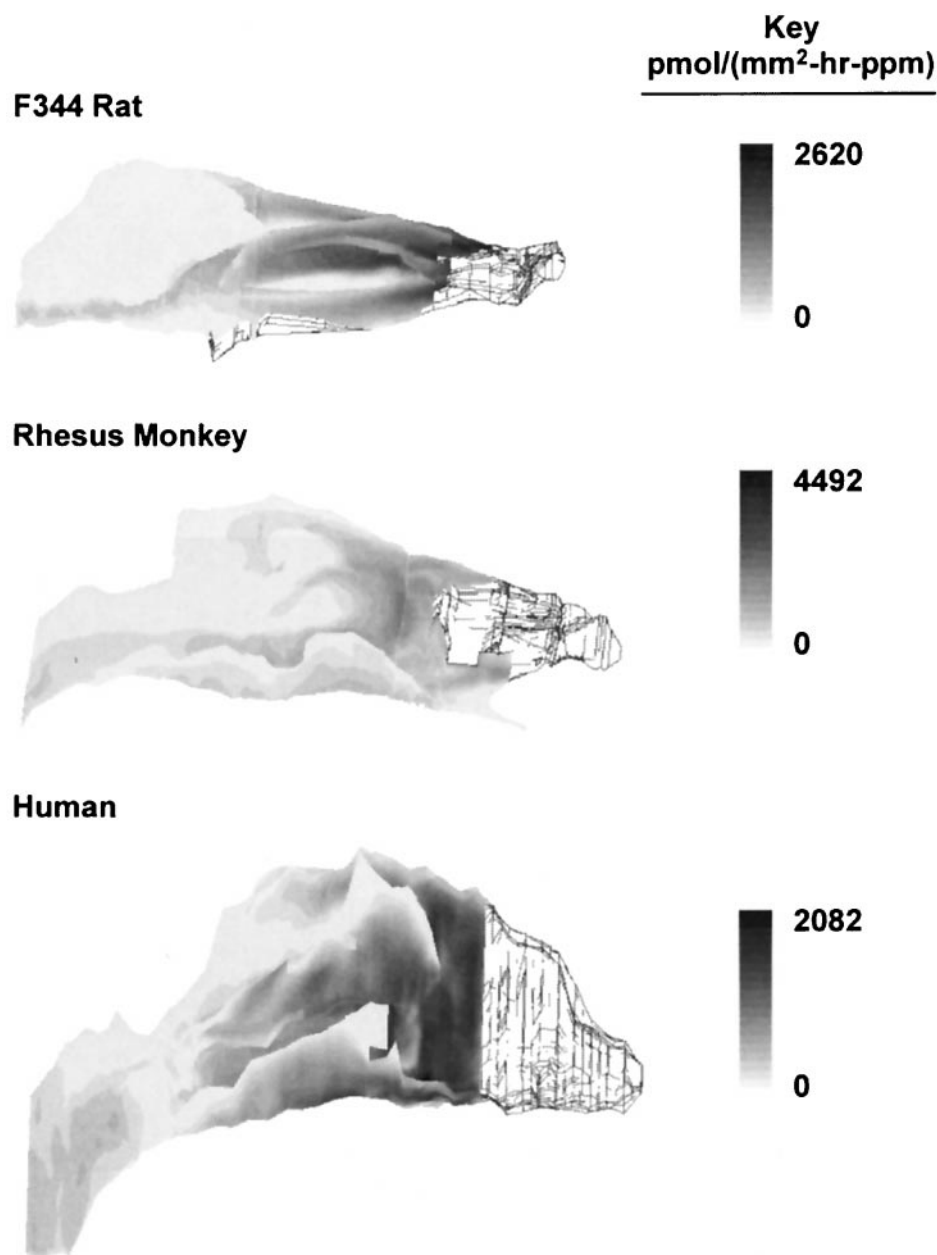 Key
pmol/(mm²-hr-ppm)
F344 Rat
2620
0
Rhesus Monkey
4492
0
Human
2082
0